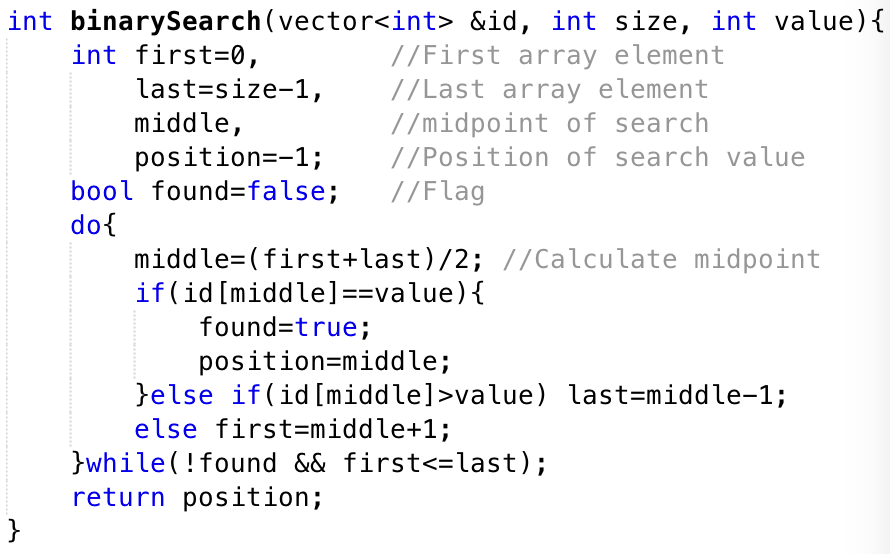 int binarySearch(vector<int> &id, int size, int value){
    int first=0,        //First array element
        last=size-1,    //Last array element
        middle,         //midpoint of search
        position=-1;    //Position of search value
    bool found=false;   //Flag
    do{
        middle=(first+last)/2; //Calculate midpoint
        if(id[middle]==value){
            found=true;
            position=middle;
        }else if(id[middle]>value) last=middle-1;
        else first=middle+1;
    }while(!found && first<=last);
    return position;
}